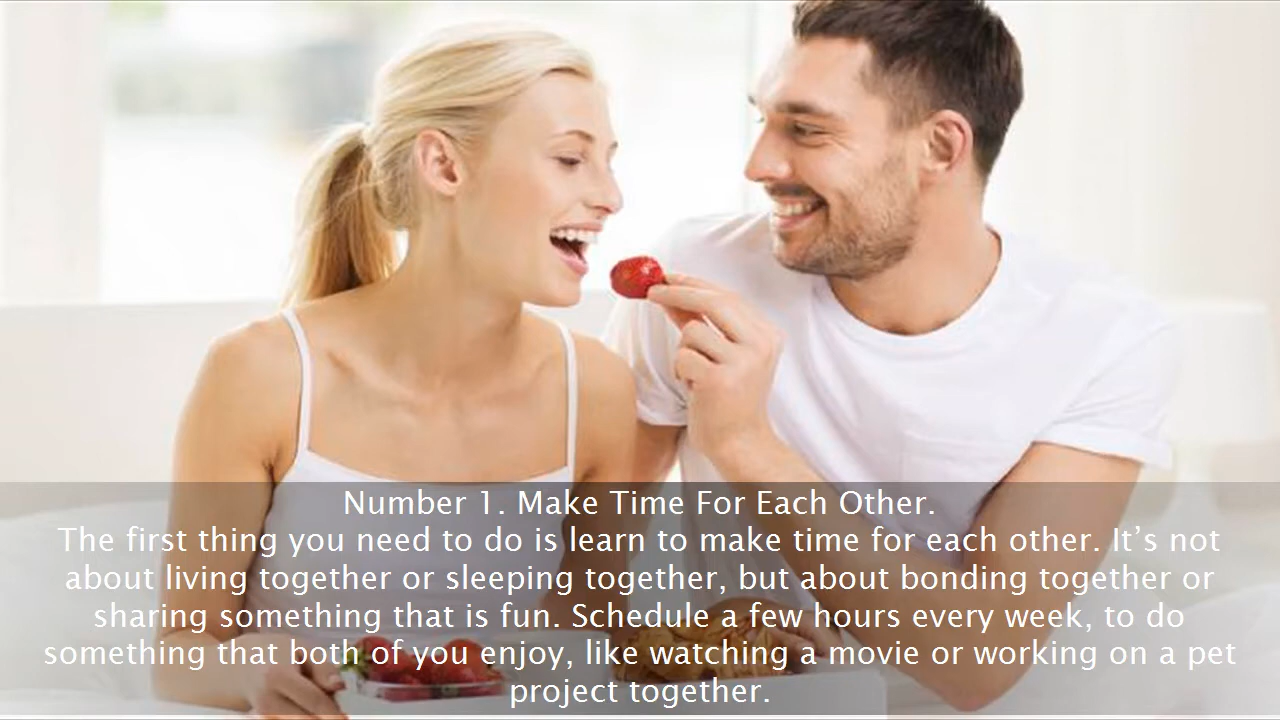 Number 1. Make Time For Each Other.
The first thing you need to do is learn to make time for each other. It’s not
about living together or sleeping together, but about bonding together or
sharing something that is fun. Schedule a few hours every week, to do
something that both of you enjoy, like watching a movie or working on a pet
project together.